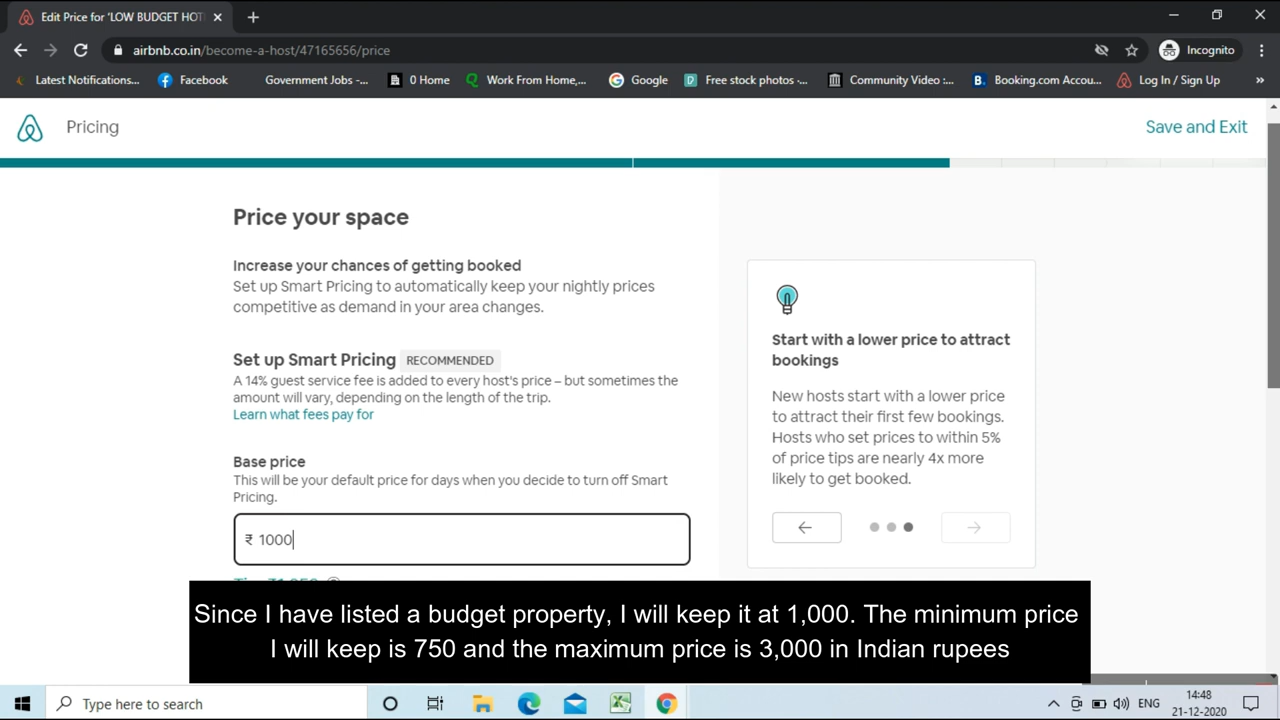 Edit Price for 'LOW BUDGET HOT
airbnb.co.in/become-a-host/47165656/price
Incognito
Latest Notifications...
Facebook
Government Jobs -...
0 Home
Work From Home,...
Google
Free stock photos -...
Community Video :...
B. Booking.com Accou...
Log In / Sign Up
»
Pricing
Save and Exit
Price your space
Increase your chances of getting booked
Set up Smart Pricing to automatically keep your nightly prices
competitive as demand in your area changes.
Set up Smart Pricing RECOMMENDED
A 14% guest service fee is added to every host's price – but sometimes the
amount will vary, depending on the length of the trip.
Learn what fees pay for
Base price
This will be your default price for days when you decide to turn off Smart
Pricing.
₹ 1000
Start with a lower price to attract
bookings
New hosts start with a lower price
to attract their first few bookings.
Hosts who set prices to within 5%
of price tips are nearly 4x more
likely to get booked.
Since I have listed a budget property, I will keep it at 1,000. The minimum price
I will keep is 750 and the maximum price is 3,000 in Indian rupees
Type here to search
ENG
14:48
21-12-2020